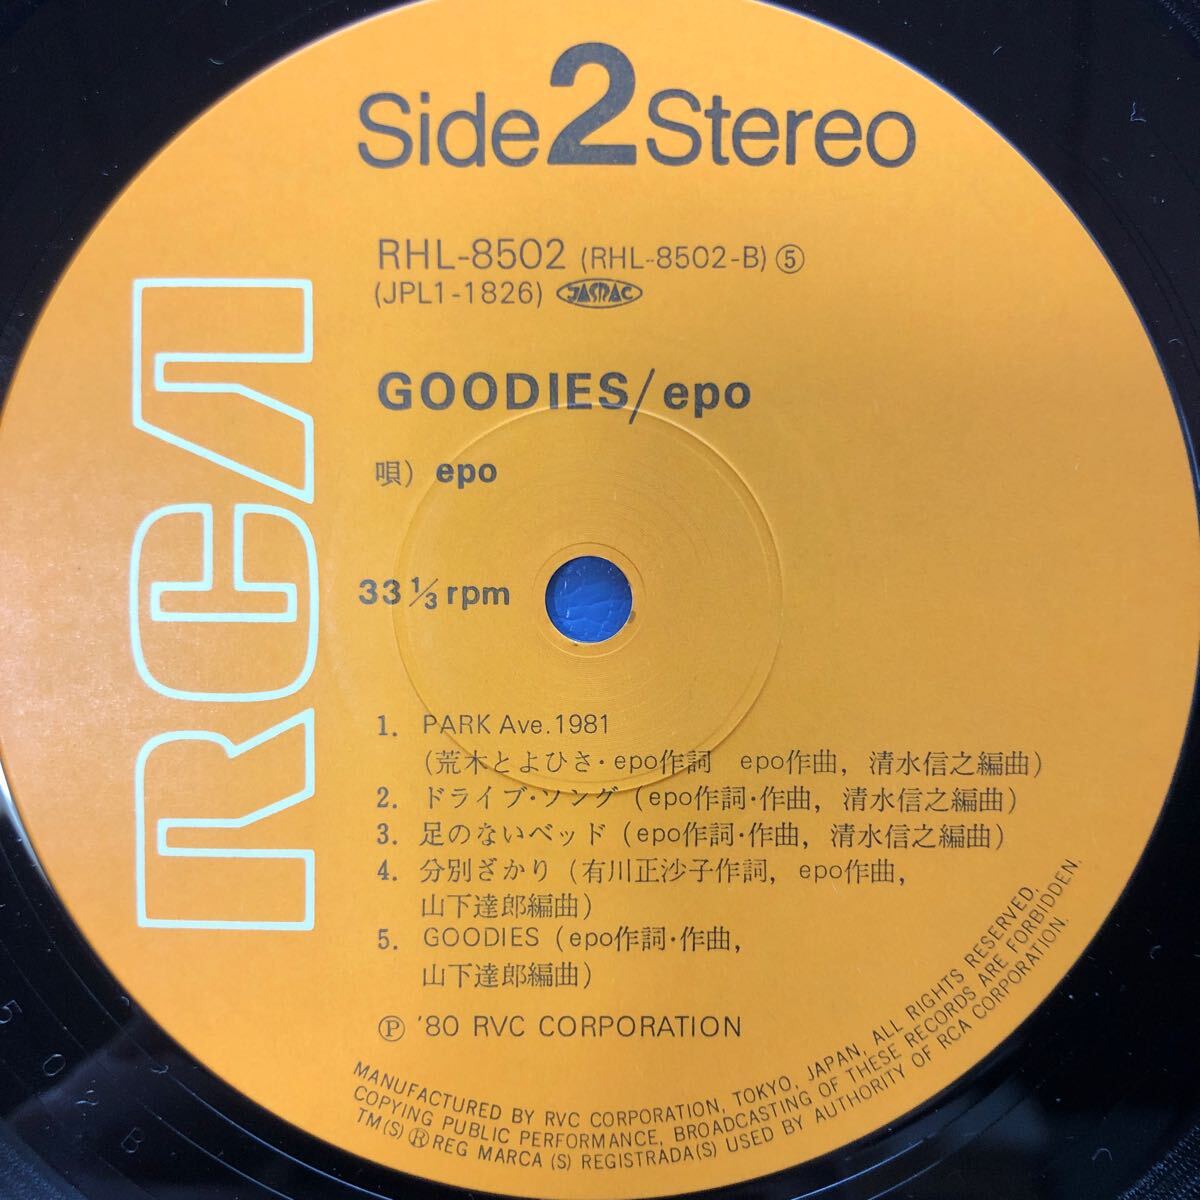 Side 2 Stereo
RHL-8502 (RHL-8502-B) ⑤
(JPL1-1826) JASRAC
RCA
GOODIES/epo
唄) epo
33 1/3 rpm
1. PARK Ave.1981
(荒木とよひさ・epo作詞 epo作曲, 清水信之編曲)
2. ドライブ・ソング (epo作詞・作曲, 清水信之編曲)
3. 足のないベッド (epo作詞・作曲, 清水信之編曲)
4. 分別ざかり (有川正沙子作詞, epo作曲,
山下達郎編曲)
5. GOODIES (epo作詞・作曲,
山下達郎編曲)
Ⓟ '80 RVC CORPORATION
MANUFACTURED BY RVC CORPORATION, TOKYO, JAPAN, ALL RIGHTS RESERVED.
COPYING PUBLIC PERFORMANCE, BROADCASTING OF THESE RECORDS ARE FORBIDDEN.
TM(S) ® REG MARCA (S) REGISTRADA(S) USED BY AUTHORITY OF RCA CORPORATION.